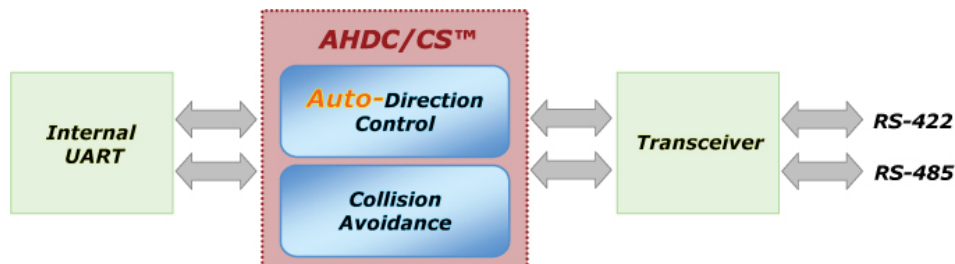 AHDC/CS™
Internal
UART
Auto-Direction
Control
Collision
Avoidance
Transceiver
RS-422
RS-485